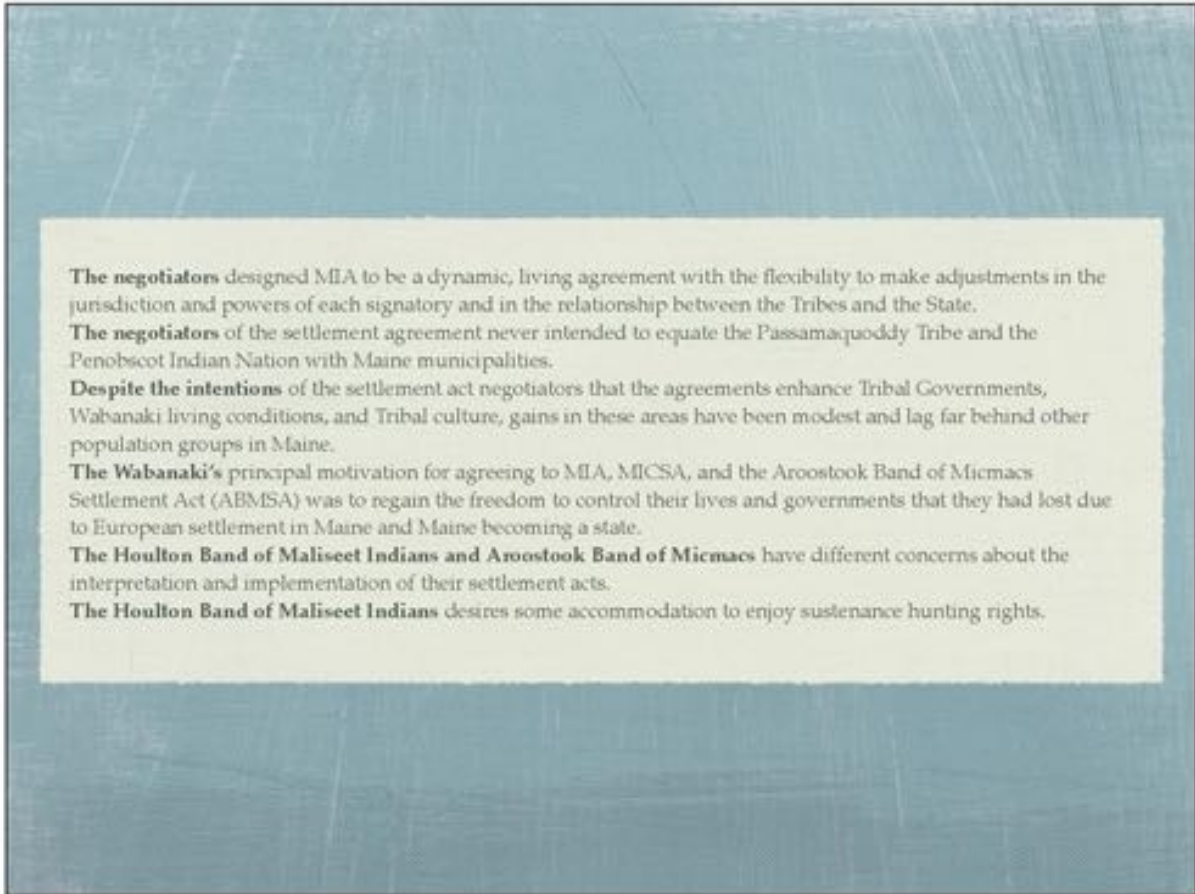 The negotiators designed MIA to be a dynamic, living agreement with the flexibility to make adjustments in the
jurisdiction and powers of each signatory and in the relationship between the Tribes and the State.
The negotiators of the settlement agreement never intended to equate the Passamaquoddy Tribe and the
Penobscot Indian Nation with Maine municipalities.
Despite the intentions of the settlement act negotiators that the agreements enhance Tribal Governments,
Wabanaki living conditions, and Tribal culture, gains in these areas have been modest and lag far behind other
population groups in Maine.
The Wabanaki's principal motivation for agreeing to MIA, MICSA, and the Aroostook Band of Micmacs
Settlement Act (ABMSA) was to regain the freedom to control their lives and governments that they had lost due
to European settlement in Maine and Maine becoming a state.
The Houlton Band of Maliseet Indians and Aroostook Band of Micmacs have different concerns about the
interpretation and implementation of their settlement acts.
The Houlton Band of Maliseet Indians desires some accommodation to enjoy sustenance hunting rights.